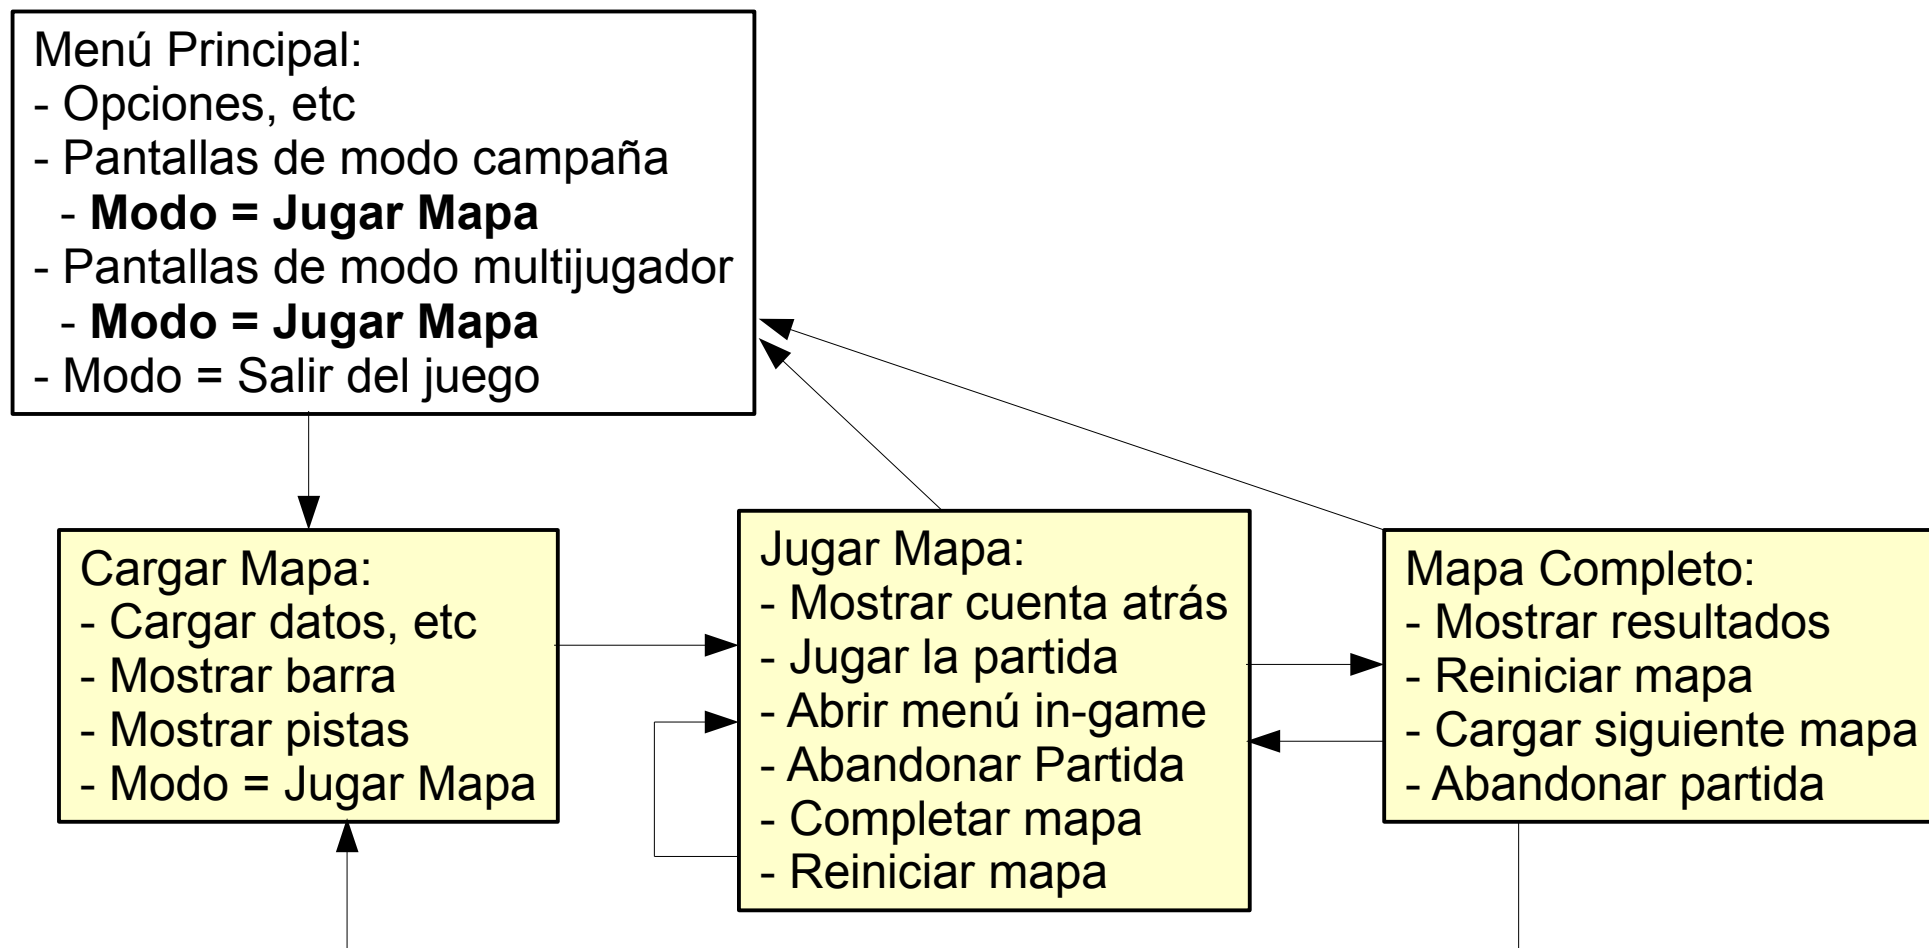 Menú Principal:
- Opciones, etc
- Pantallas de modo campaña
- Modo = Jugar Mapa
- Pantallas de modo multijugador
- Modo = Jugar Mapa
- Modo = Salir del juego
Cargar Mapa:
- Cargar datos, etc
- Mostrar barra
- Mostrar pistas
- Modo = Jugar Mapa
Jugar Mapa:
- Mostrar cuenta atrás
- Jugar la partida
- Abrir menú in-game
- Abandonar Partida
- Completar mapa
- Reiniciar mapa
Mapa Completo:
- Mostrar resultados
- Reiniciar mapa
- Cargar siguiente mapa
- Abandonar partida